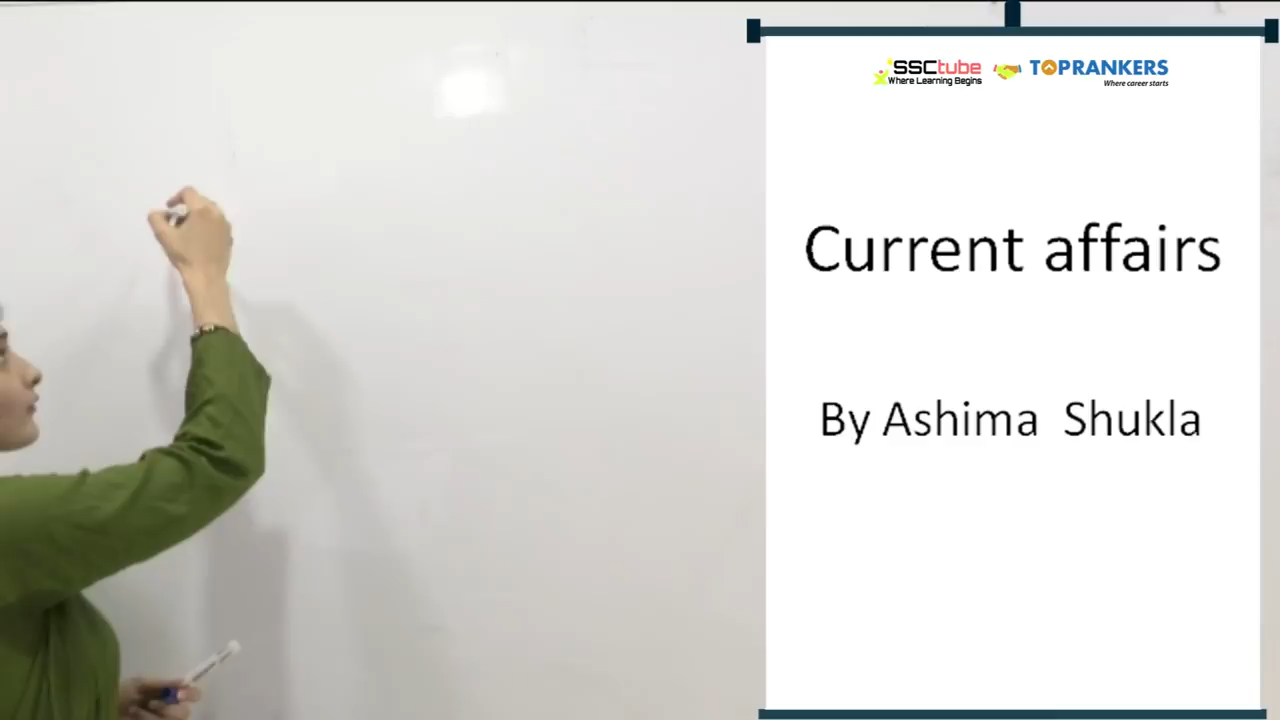 SSCtube TOPRANKERS
Where Learning Begins Where career starts
Current affairs
By Ashima Shukla